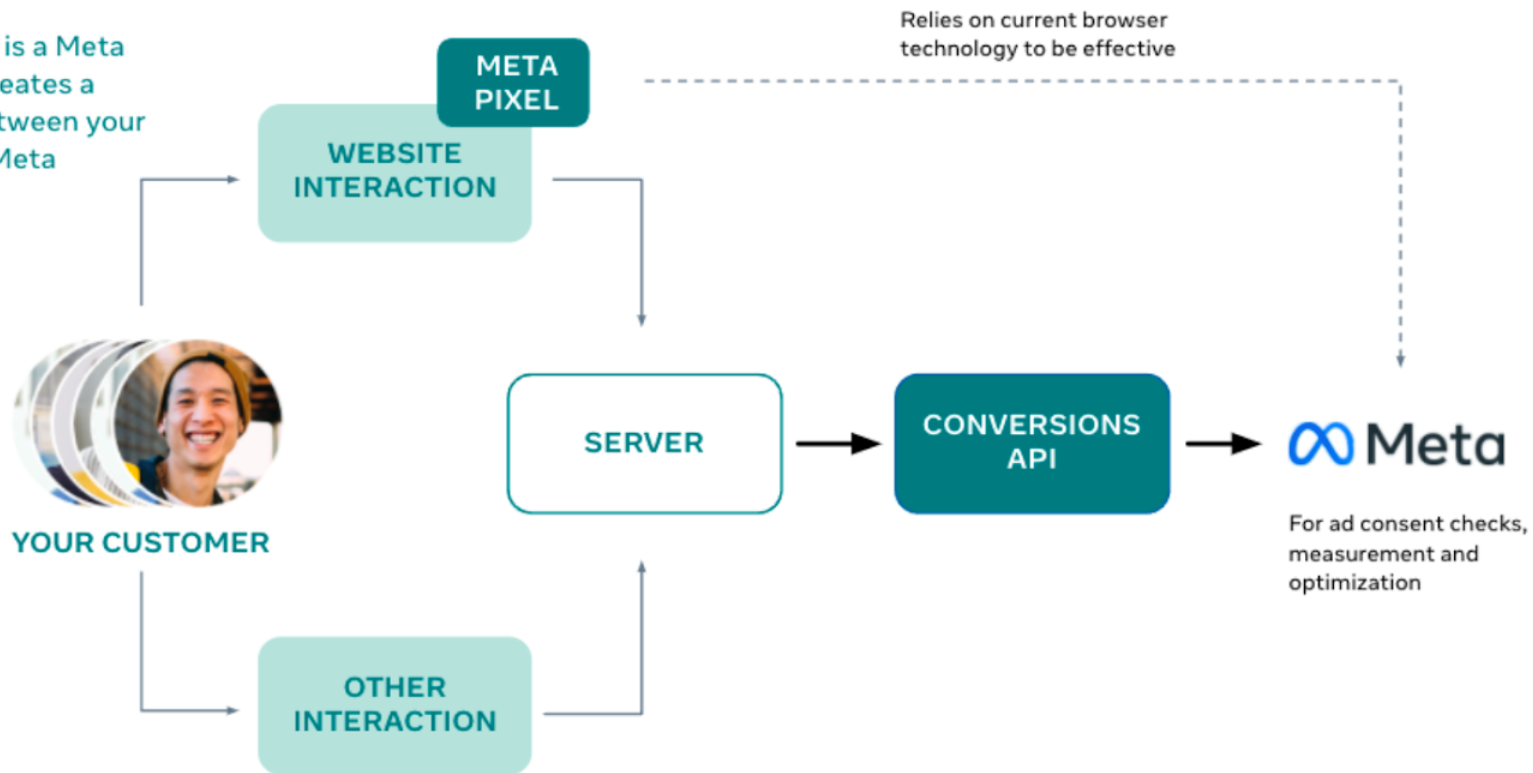 is a Meta
eates a
tween your
Meta
META
PIXEL
Relies on current browser
technology to be effective
WEBSITE
INTERACTION
SERVER
CONVERSIONS
API
Meta
YOUR CUSTOMER
For ad consent checks,
measurement and
optimization
OTHER
INTERACTION